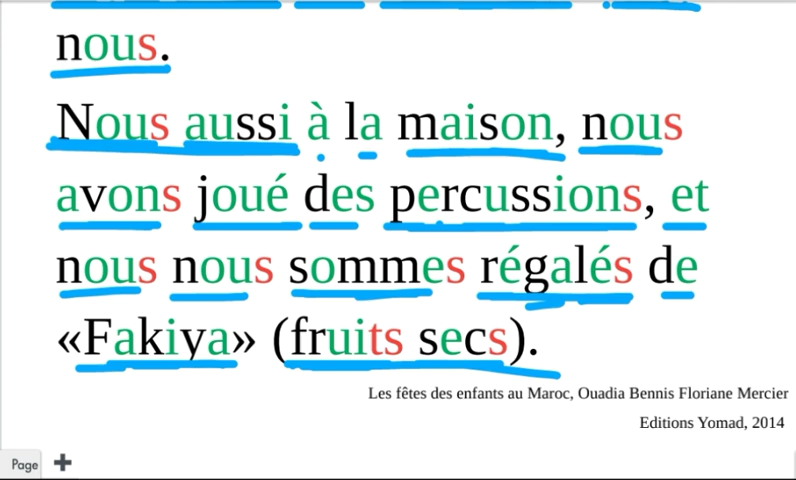 nous.
Nous aussi à la maison, nous
avons joué des percussions, et
nous nous sommes régalés de
«Fakiya» (fruits secs).
Les fêtes des enfants au Maroc, Ouadia Bennis Floriane Mercier
Editions Yomad, 2014
Page